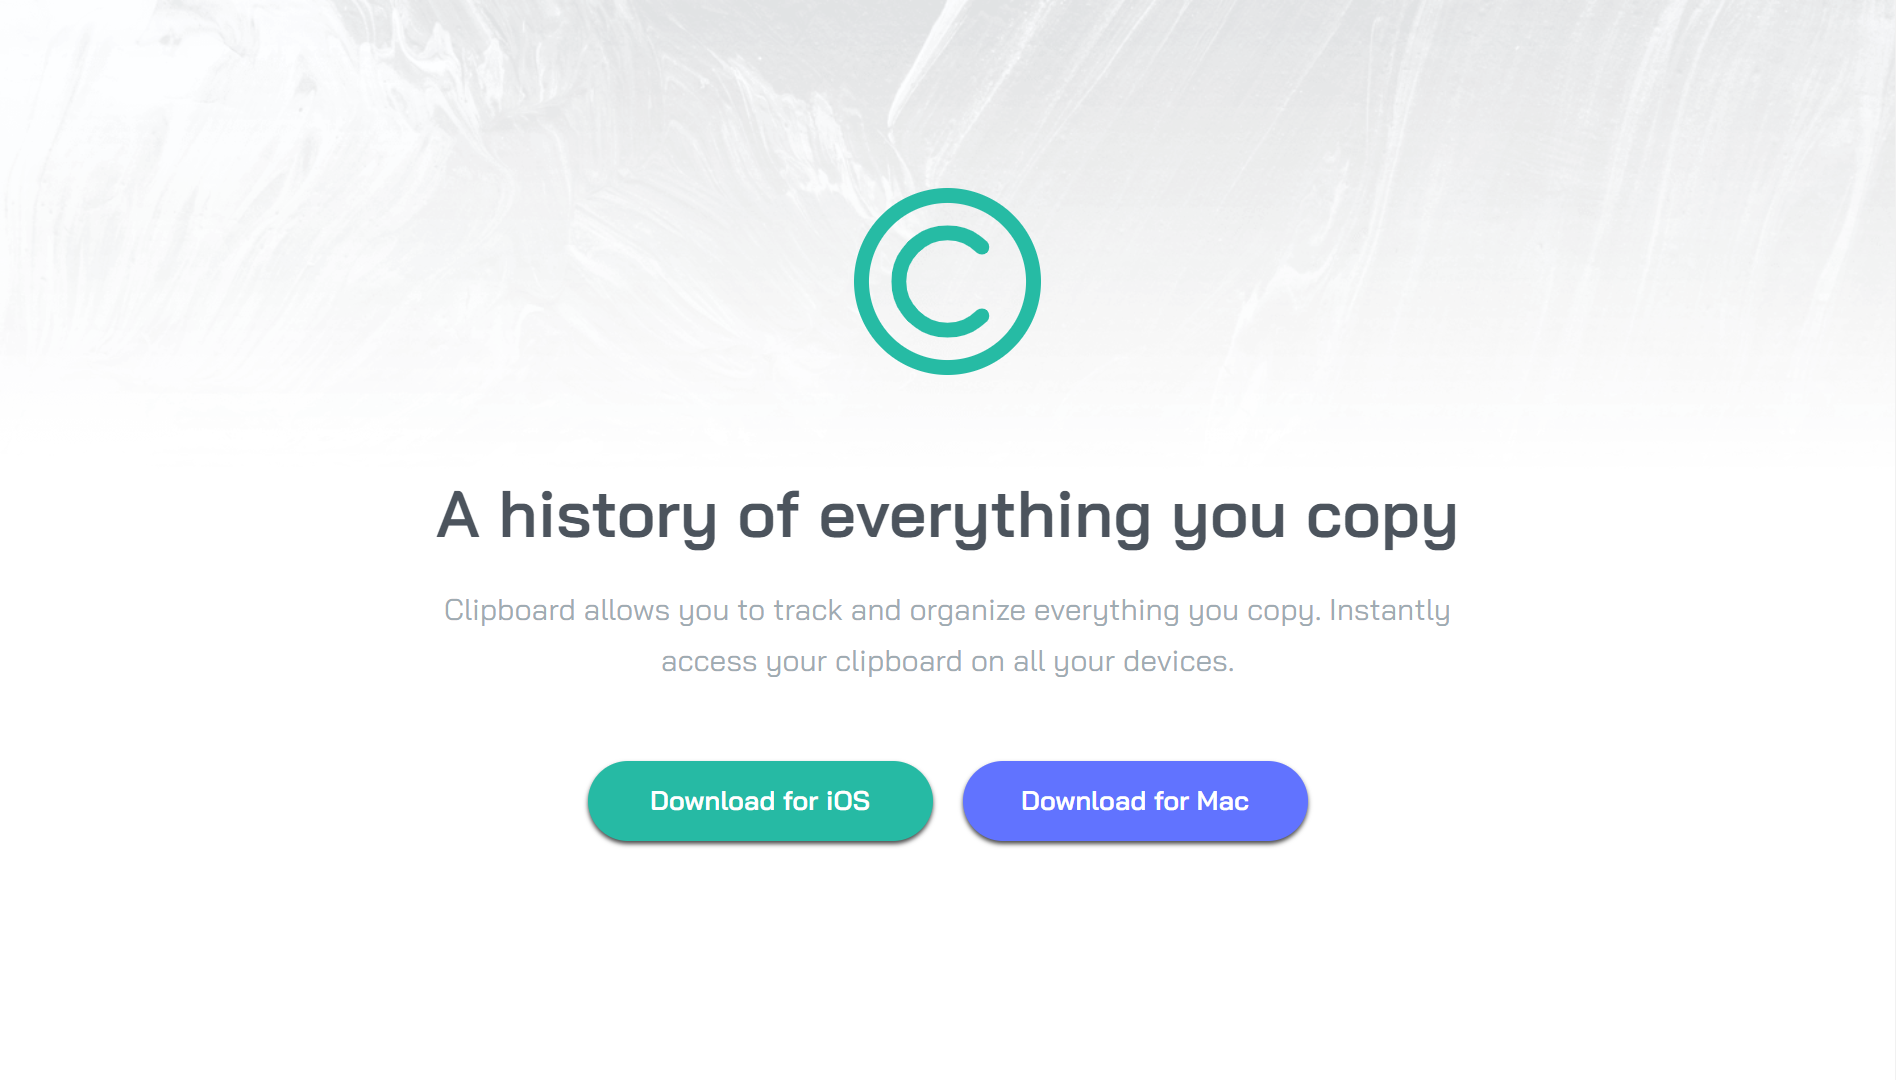 ©
A history of everything you copy
Clipboard allows you to track and organize everything you copy. Instantly
access your clipboard on all your devices.
Download for iOS
Download for Mac